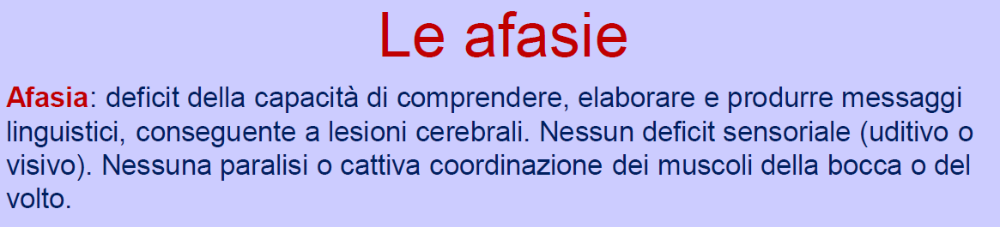 Le afasie
Afasia: deficit della capacità di comprendere, elaborare e produrre messaggi
linguistici, conseguente a lesioni cerebrali. Nessun deficit sensoriale (uditivo o
visivo). Nessuna paralisi o cattiva coordinazione dei muscoli della bocca o del
volto.